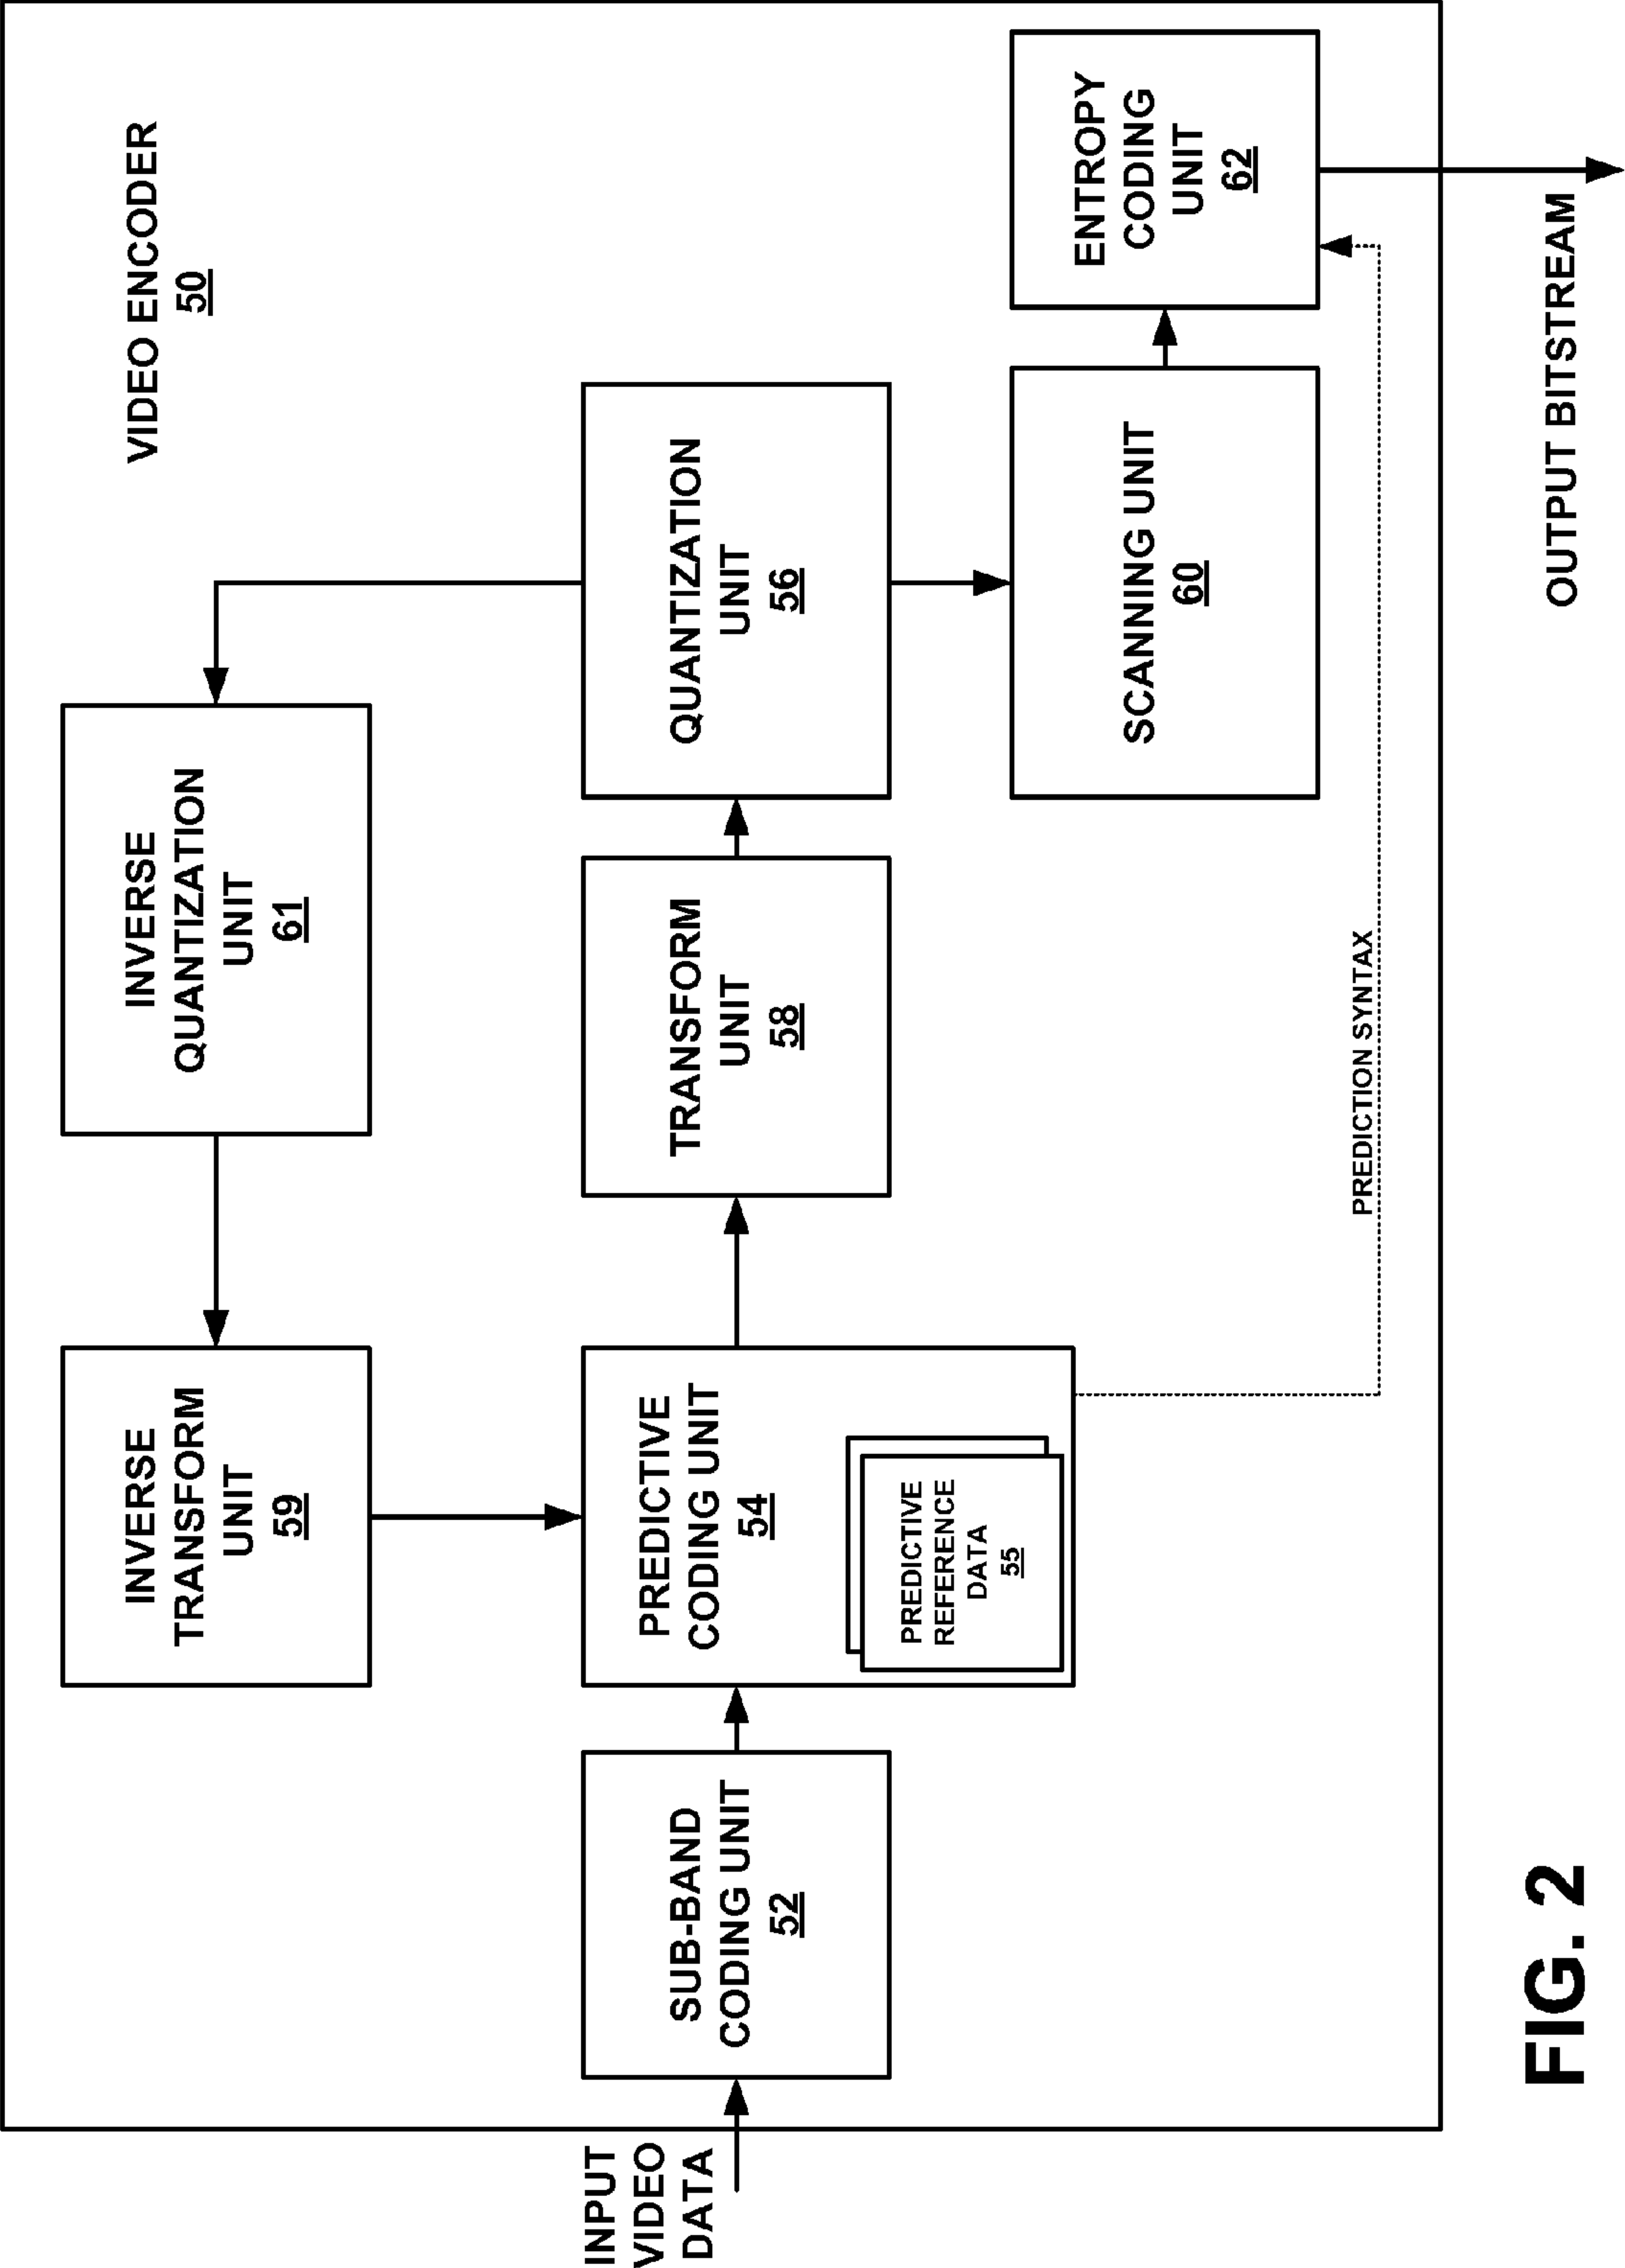 VIDEO ENCODER
50
INVERSE
TRANSFORM
UNIT
59
INVERSE
QUANTIZATION
UNIT
61
INPUT
VIDEO
DATA
SUB-BAND
CODING UNIT
52
PREDICTIVE
CODING UNIT
54
PREDICTIVE
REFERENCE
DATA
55
TRANSFORM
UNIT
58
QUANTIZATION
UNIT
56
SCANNING UNIT
60
ENTROPY
CODING
UNIT
62
PREDICTION SYNTAX
OUTPUT BITSTREAM
FIG. 2